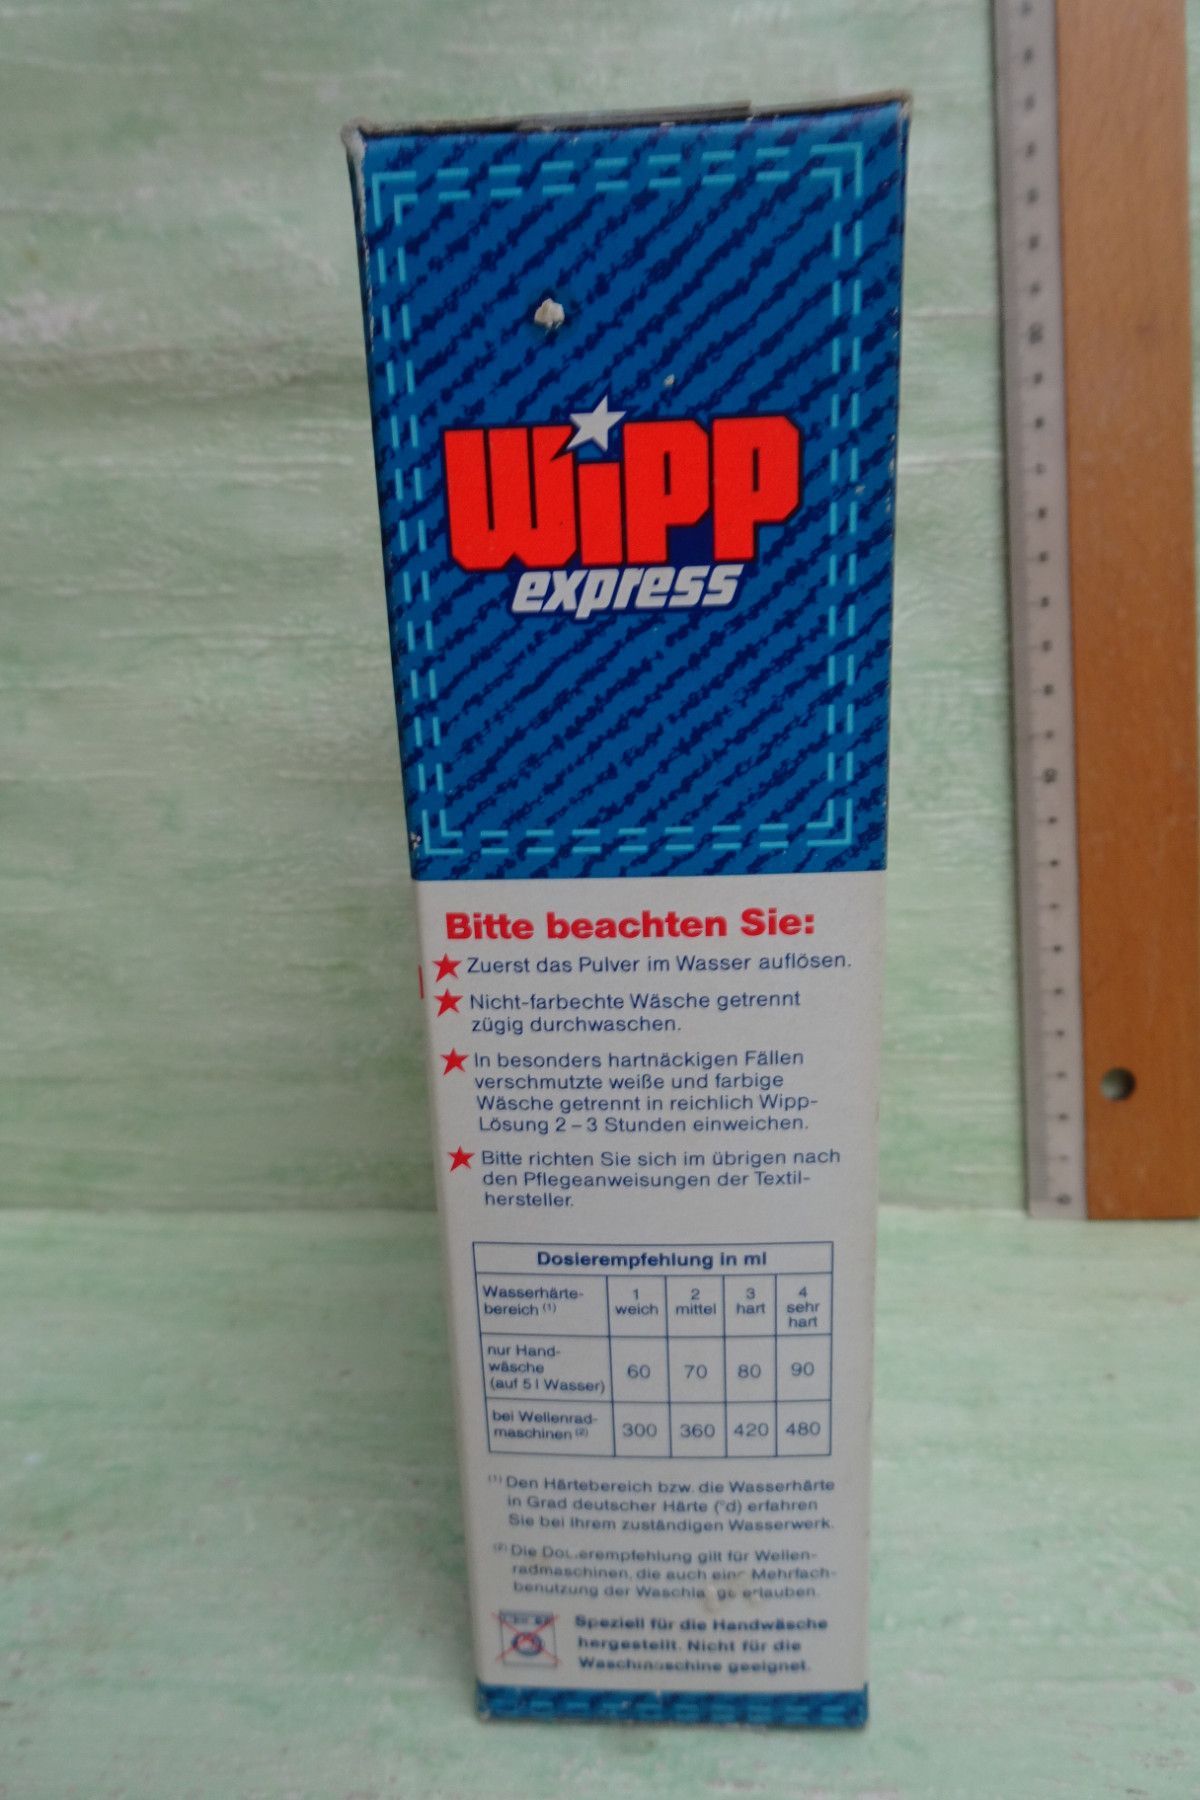 WIPP
express
Bitte beachten Sie:
Zuerst das Pulver im Wasser auflösen.
Nicht-farbechte Wäsche getrennt
zügig durchwaschen.
In besonders hartnäckigen Fällen
verschmutzte weiße und farbige
Wäsche getrennt in reichlich Wipp-
Lösung 2–3 Stunden einweichen.
Bitte richten Sie sich im übrigen nach
den Pflegeanweisungen der Textil-
hersteller.
Dosierempfehlung in ml
Wasserhärte-
bereich (1)
1 weich
2 mittel
3 hart
4 sehr hart
nur Hand-
wäsche
(auf 5 l Wasser)
60 70 80 90
bei Wellenrad-
maschinen (2)
300 360 420 480
(1) Den Härtebereich bzw. die Wasserhärte
in Grad deutscher Härte (°d) erfahren
Sie bei Ihrem zuständigen Wasserwerk.
(2) Die Dosierempfehlung gilt für Wellen-
radmaschinen, die auch eine Mehrfach-
benutzung der erlauben.
Speziell für die Handwäsche
hergestellt. Nicht für die
Waschmaschine geeignet.